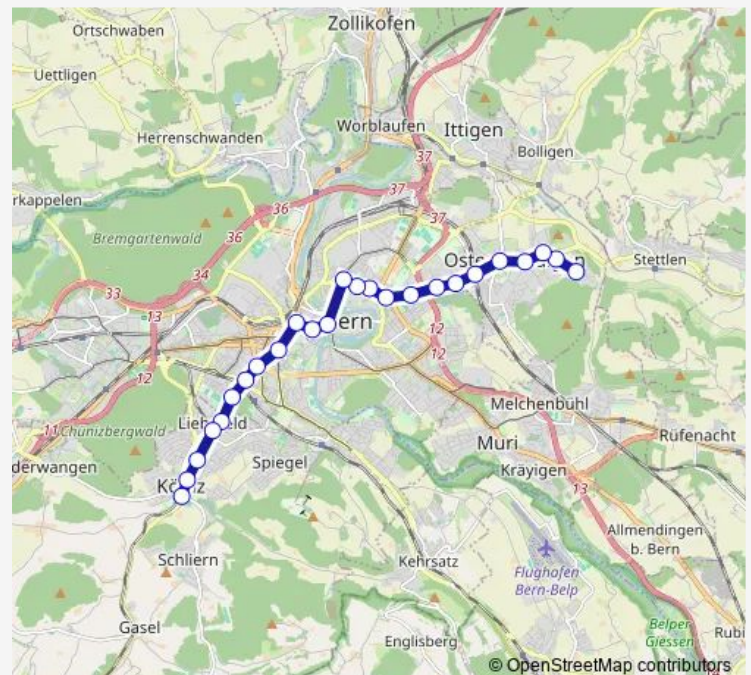 Zollikofen
Ortschwaben
Uettligen
Worblaufen
Ittigen
Herrenschwanden
Bolligen
37
37
rkappelen
36
37
Bremgartenwald
36
Stettlen
34
33
13
12
ern
12
12
Melchenbühl
11
Chünizbergwald
Muri
Rüfenacht
derwangen
Spiegel
Kräyigen
13
Allmendingen
b. Bern
Schliern
Kehrsatz
Flughafen
Bern-Belp
Gasel
Belper
Giessen
Rubi
Englisberg
© OpenStreetMap contributors